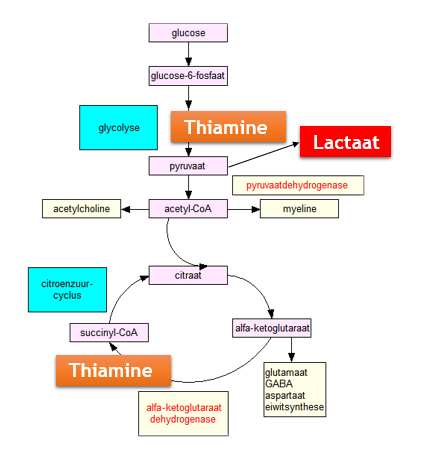 glucose
glucose-6-fosfaat
glycolyse
Thiamine
Lactaat
pyruvaat
pyruvaatdehydrogenase
acetylcholine
acetyl-CoA
myeline
citroenzuur-
cyclus
citraat
succinyl-CoA
alfa-ketoglutaraat
Thiamine
glutamaat
GABA
aspartaat
eiwitsynthese
alfa-ketoglutaraat
dehydrogenase